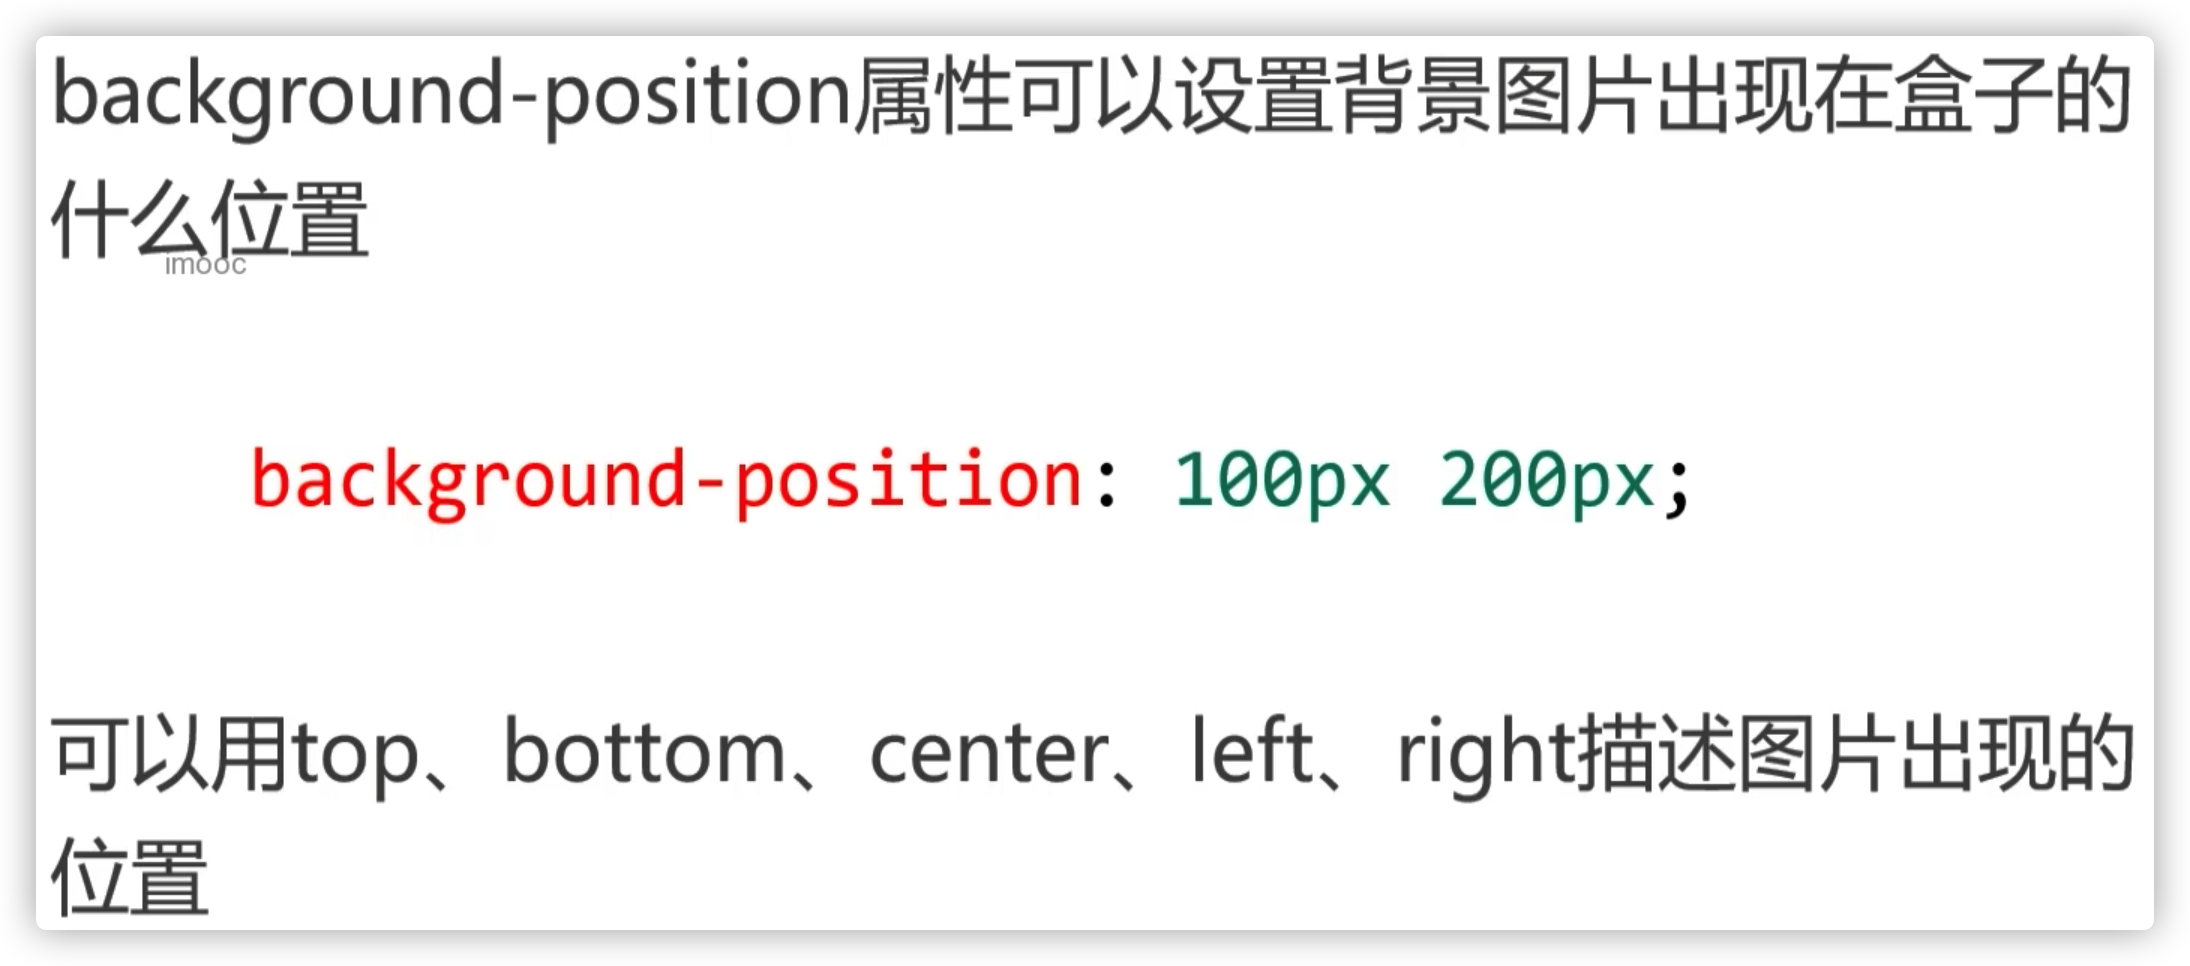 background-position属性可以设置背景图片出现在盒子的
什么位置
imooc
background-position: 100px 200px;
可以用top、bottom、center、left、right描述图片出现的
位置